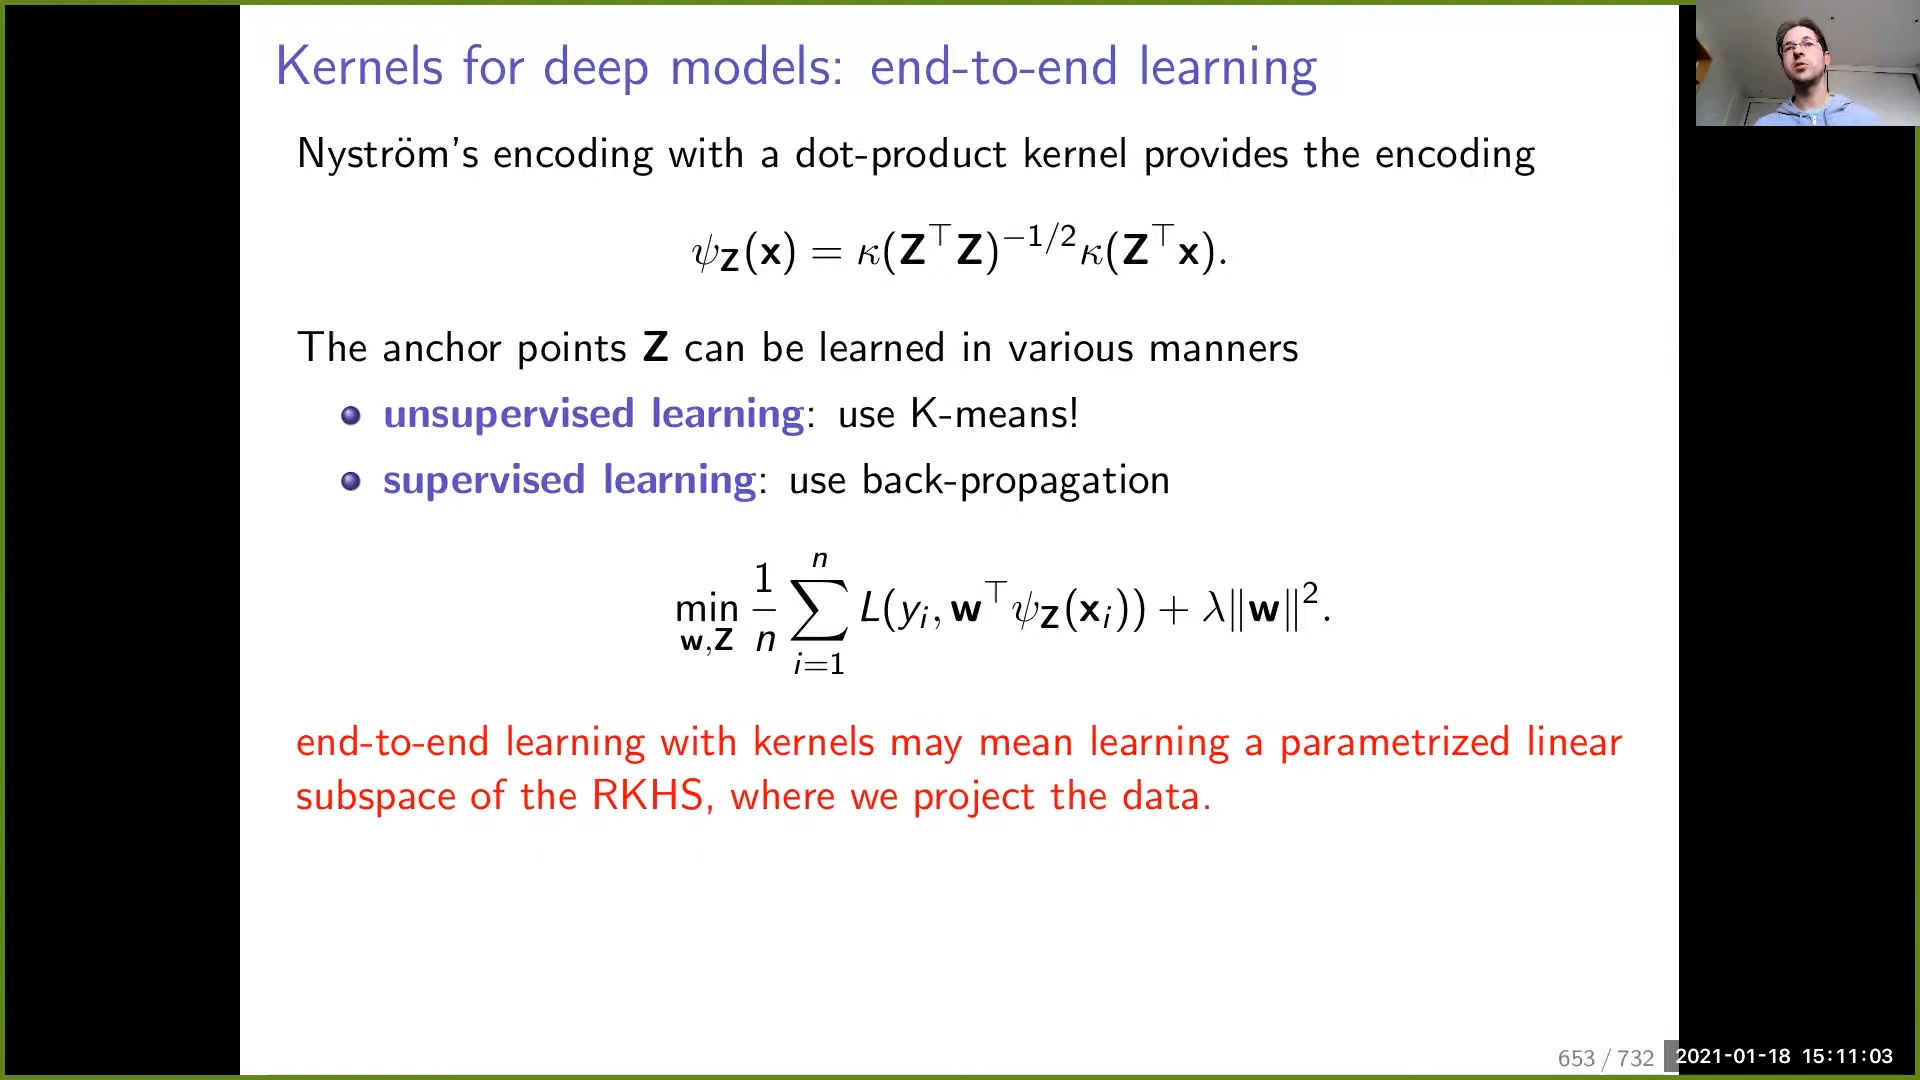 Kernels for deep models: end-to-end learning
Nyström's encoding with a dot-product kernel provides the encoding
ψ_Z(x) = κ(Z^⊤Z)^{−1/2}κ(Z^⊤x).
The anchor points Z can be learned in various manners
unsupervised learning: use K-means!
supervised learning: use back-propagation
min_{w,Z} 1/n ∑_{i=1}^{n} L(y_i, w^⊤ψ_Z(x_i)) + λ‖w‖^2.
end-to-end learning with kernels may mean learning a parametrized linear
subspace of the RKHS, where we project the data.
653 / 732
2021-01-18 15:11:03